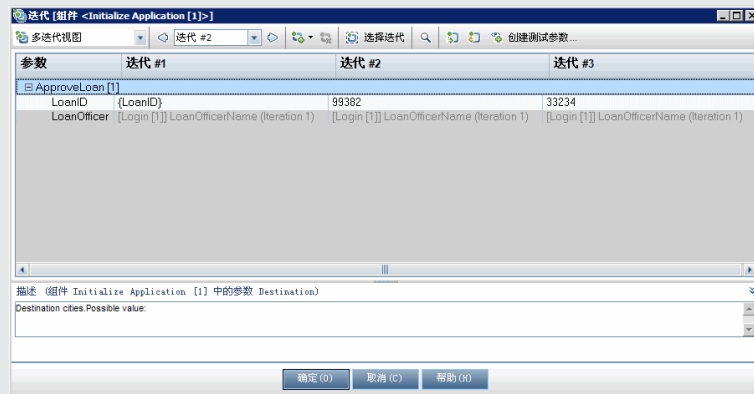 迭代 [组件 <Initialize Application [1]>]
多迭代视图 迭代 #2 选择迭代 创建测试参数...
参数 迭代 #1 迭代 #2 迭代 #3
ApproveLoan [1]
LoanID {LoanID} 99382 33234
LoanOfficer [Login [1]] LoanOfficerName (Iteration 1) [Login [1]] LoanOfficerName (Iteration 1) [Login [1]] LoanOfficerName (Iteration 1)
描述 (组件 Initialize Application [1] 中的参数 Destination)
Destination cities.Possible value:
确定(O) 取消(C) 帮助(H)